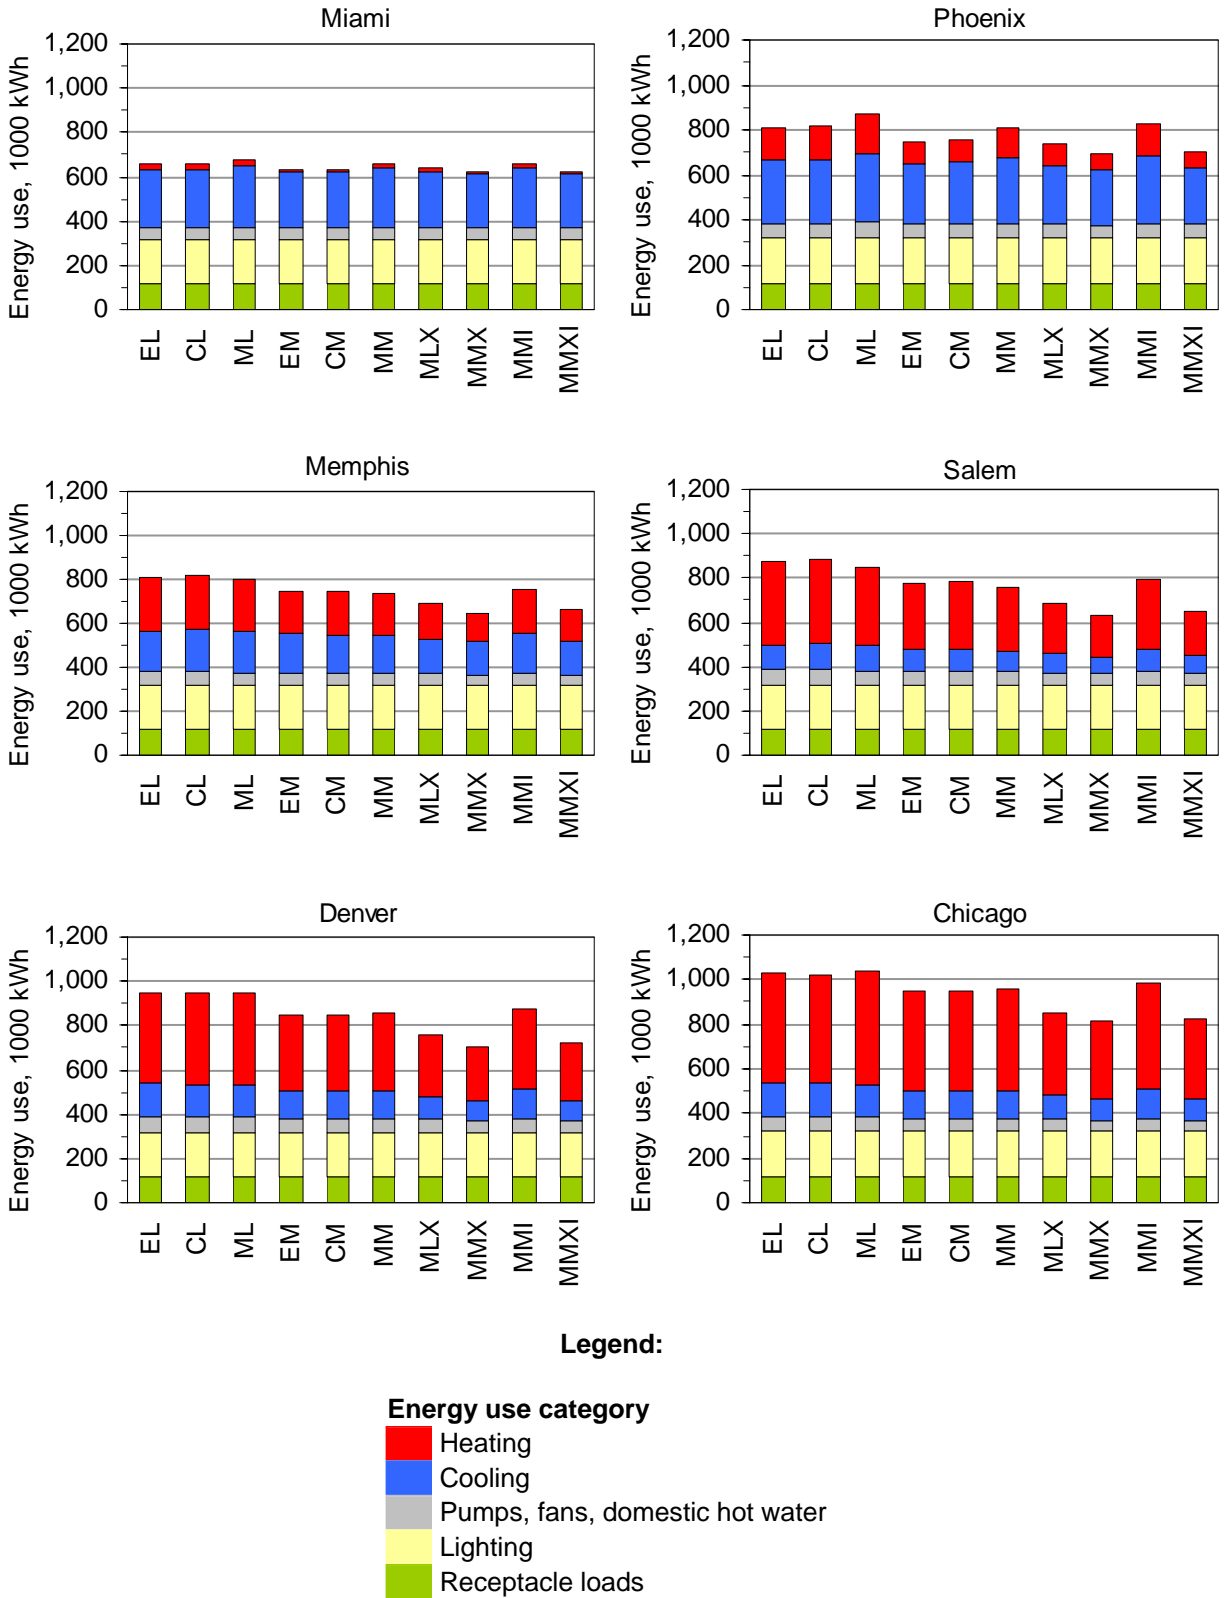 Miami
Energy use, 1000 kWh
1,200
1,000
800
600
400
200
0
EL CL ML EM CM MM MLX MMX MMI MMXI
Phoenix
Energy use, 1000 kWh
1,200
1,000
800
600
400
200
0
EL CL ML EM CM MM MLX MMX MMI MMXI
Memphis
Energy use, 1000 kWh
1,200
1,000
800
600
400
200
0
EL CL ML EM CM MM MLX MMX MMI MMXI
Salem
Energy use, 1000 kWh
1,200
1,000
800
600
400
200
0
EL CL ML EM CM MM MLX MMX MMI MMXI
Denver
Energy use, 1000 kWh
1,200
1,000
800
600
400
200
0
EL CL ML EM CM MM MLX MMX MMI MMXI
Chicago
Energy use, 1000 kWh
1,200
1,000
800
600
400
200
0
EL CL ML EM CM MM MLX MMX MMI MMXI
Legend:
Energy use category
Heating
Cooling
Pumps, fans, domestic hot water
Lighting
Receptacle loads